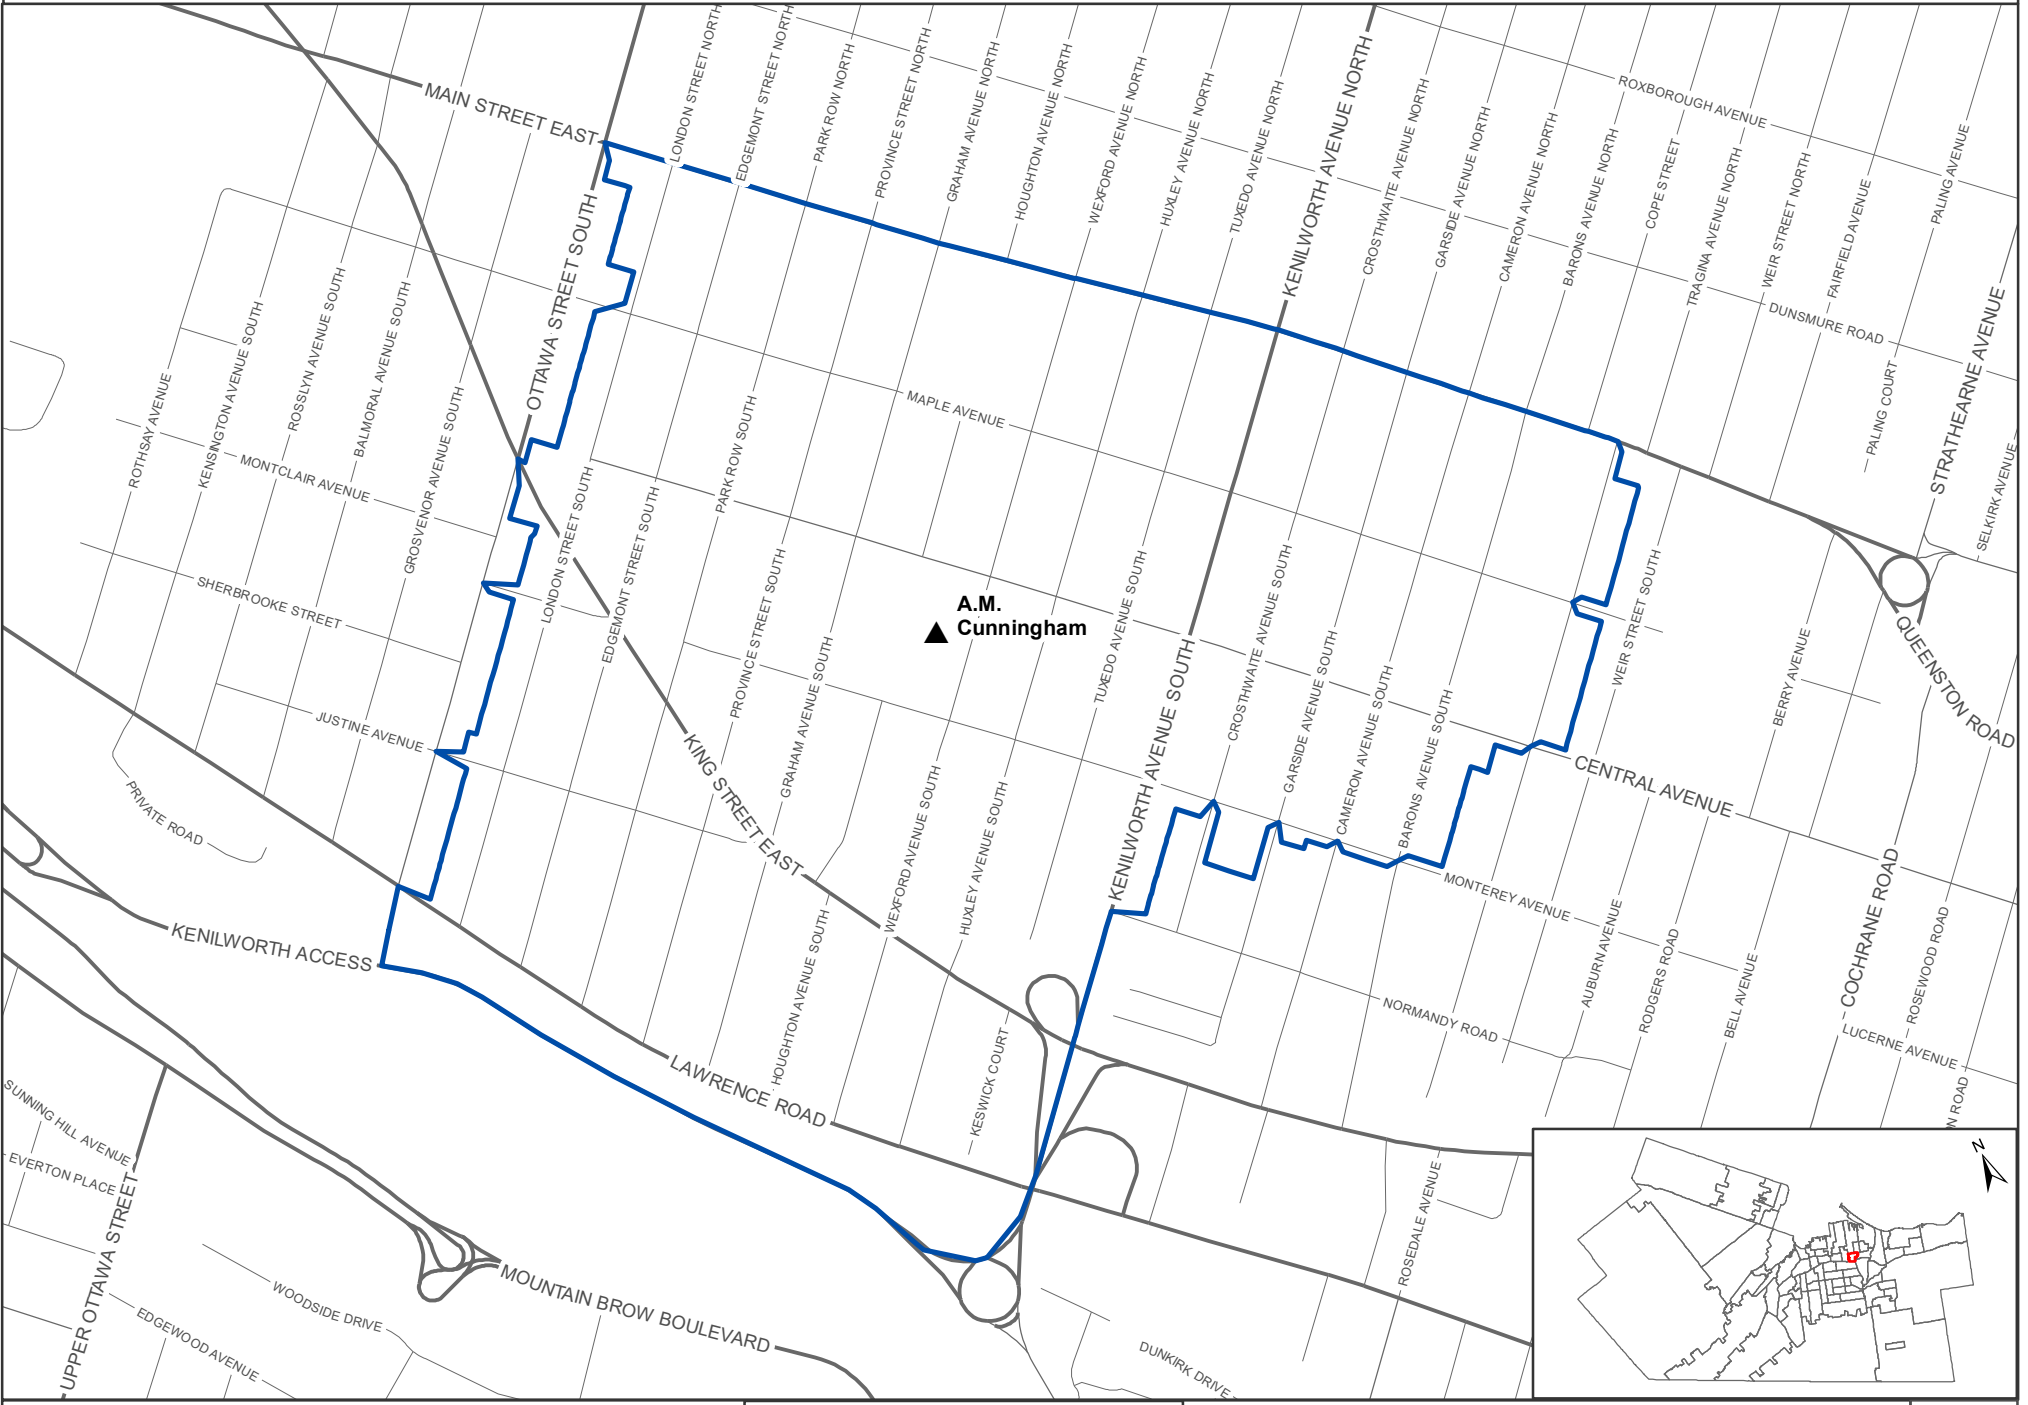 MAIN STREET EAST
LONDON STREET NORTH
EDGEMONT STREET NORTH
PARK ROW NORTH
PROVINCE STREET NORTH
GRAHAM AVENUE NORTH
HOUGHTON AVENUE NORTH
WEXFORD AVENUE NORTH
HUXLEY AVENUE NORTH
TUXEDO AVENUE NORTH
KENILWORTH AVENUE NORTH
CROSTHWAITE AVENUE NORTH
GARSIDE AVENUE NORTH
CAMERON AVENUE NORTH
BARONS AVENUE NORTH
COPE STREET
TRAGINA AVENUE NORTH
WEIR STREET NORTH
FAIRFIELD AVENUE
PALING AVENUE
ROXBOROUGH AVENUE
DUNSMURE ROAD
PALING COURT
STRATHEARNE AVENUE
SELKIRK AVENUE
OTTAWA STREET SOUTH
ROTHSAY AVENUE
KENSINGTON AVENUE SOUTH
ROSSLYN AVENUE SOUTH
BALMORAL AVENUE SOUTH
GROSVENOR AVENUE SOUTH
MONTCLAIR AVENUE
SHERBROOKE STREET
JUSTINE AVENUE
PRIVATE ROAD
MAPLE AVENUE
LONDON STREET SOUTH
EDGEMONT STREET SOUTH
PARK ROW SOUTH
PROVINCE STREET SOUTH
GRAHAM AVENUE SOUTH
A.M.
Cunningham
TUXEDO AVENUE SOUTH
KENILWORTH AVENUE SOUTH
CROSTHWAITE AVENUE SOUTH
GARSIDE AVENUE SOUTH
CAMERON AVENUE SOUTH
BARONS AVENUE SOUTH
WEIR STREET SOUTH
BERRY AVENUE
QUEENSTON ROAD
CENTRAL AVENUE
KING STREET EAST
WEXFORD AVENUE SOUTH
HUXLEY AVENUE SOUTH
HOUGHTON AVENUE SOUTH
KESWICK COURT
MONTEREY AVENUE
NORMANDY ROAD
AUBURN AVENUE
RODGERS ROAD
BELL AVENUE
COCHRANE ROAD
ROSEWOOD ROAD
LUCERNE AVENUE
N ROAD
KENILWORTH ACCESS
LAWRENCE ROAD
SUNNING HILL AVENUE
EVERTON PLACE
UPPER OTTAWA STREET
WOODSIDE DRIVE
EDGEWOOD AVENUE
MOUNTAIN BROW BOULEVARD
DUNKIRK DRIVE
ROSEDALE AVENUE
N